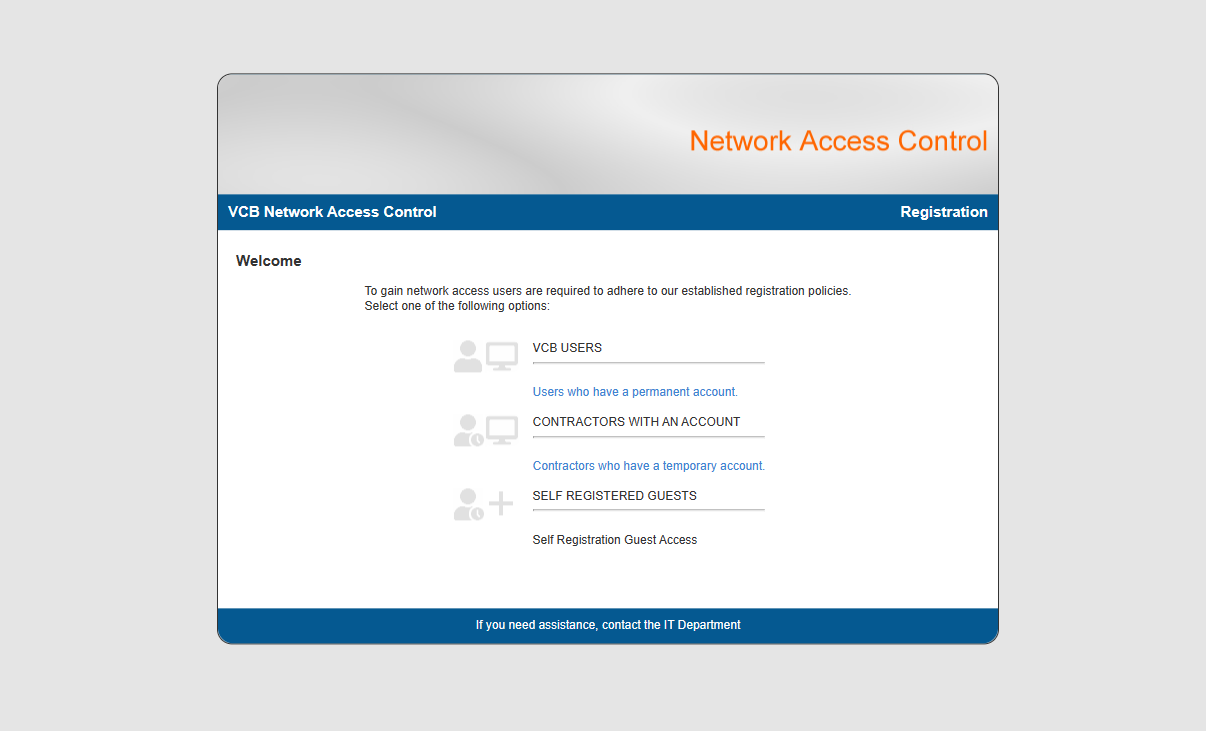 Network Access Control
VCB Network Access Control
Registration
Welcome
To gain network access users are required to adhere to our established registration policies.
Select one of the following options:
VCB USERS
Users who have a permanent account.
CONTRACTORS WITH AN ACCOUNT
Contractors who have a temporary account.
SELF REGISTERED GUESTS
Self Registration Guest Access
If you need assistance, contact the IT Department